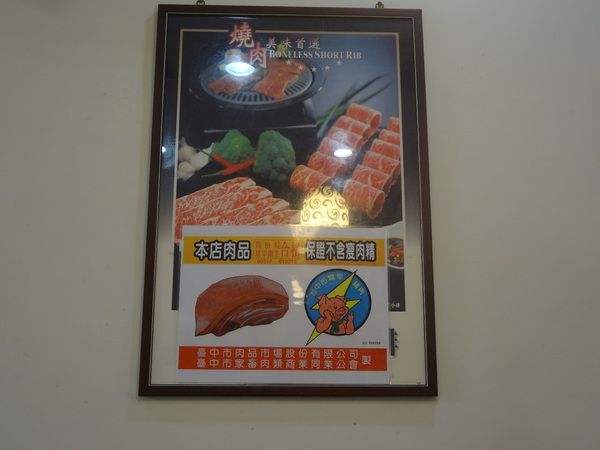 燒肉
美味首選
BONELESS SHORT RIB
本店肉品
保證不含瘦肉精
臺中市肉品市場股份有限公司
臺中市家畜肉類商業同業公會
製